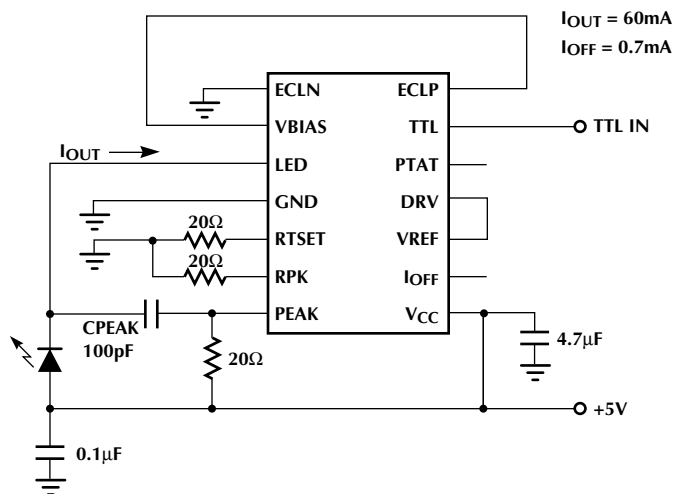 IOUT = 60mA
IOFF = 0.7mA
ECLN
ECLP
VBIAS
TTL
TTL IN
IOUT
LED
PTAT
GND
DRV
20Ω
RTSET
VREF
20Ω
RPK
IOFF
CPEAK
100pF
PEAK
VCC
4.7µF
20Ω
+5V
0.1µF